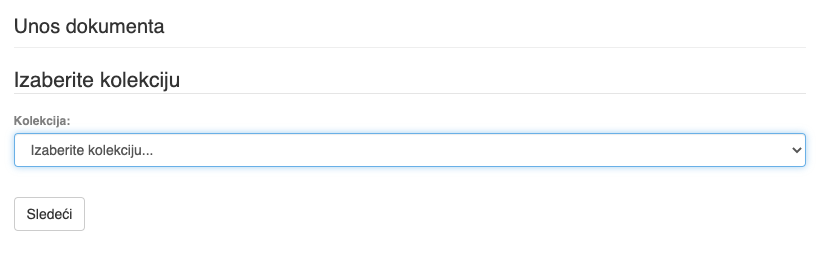 Unos dokumenta
Izaberite kolekciju
Kolekcija:
Izaberite kolekciju...
Sledeći